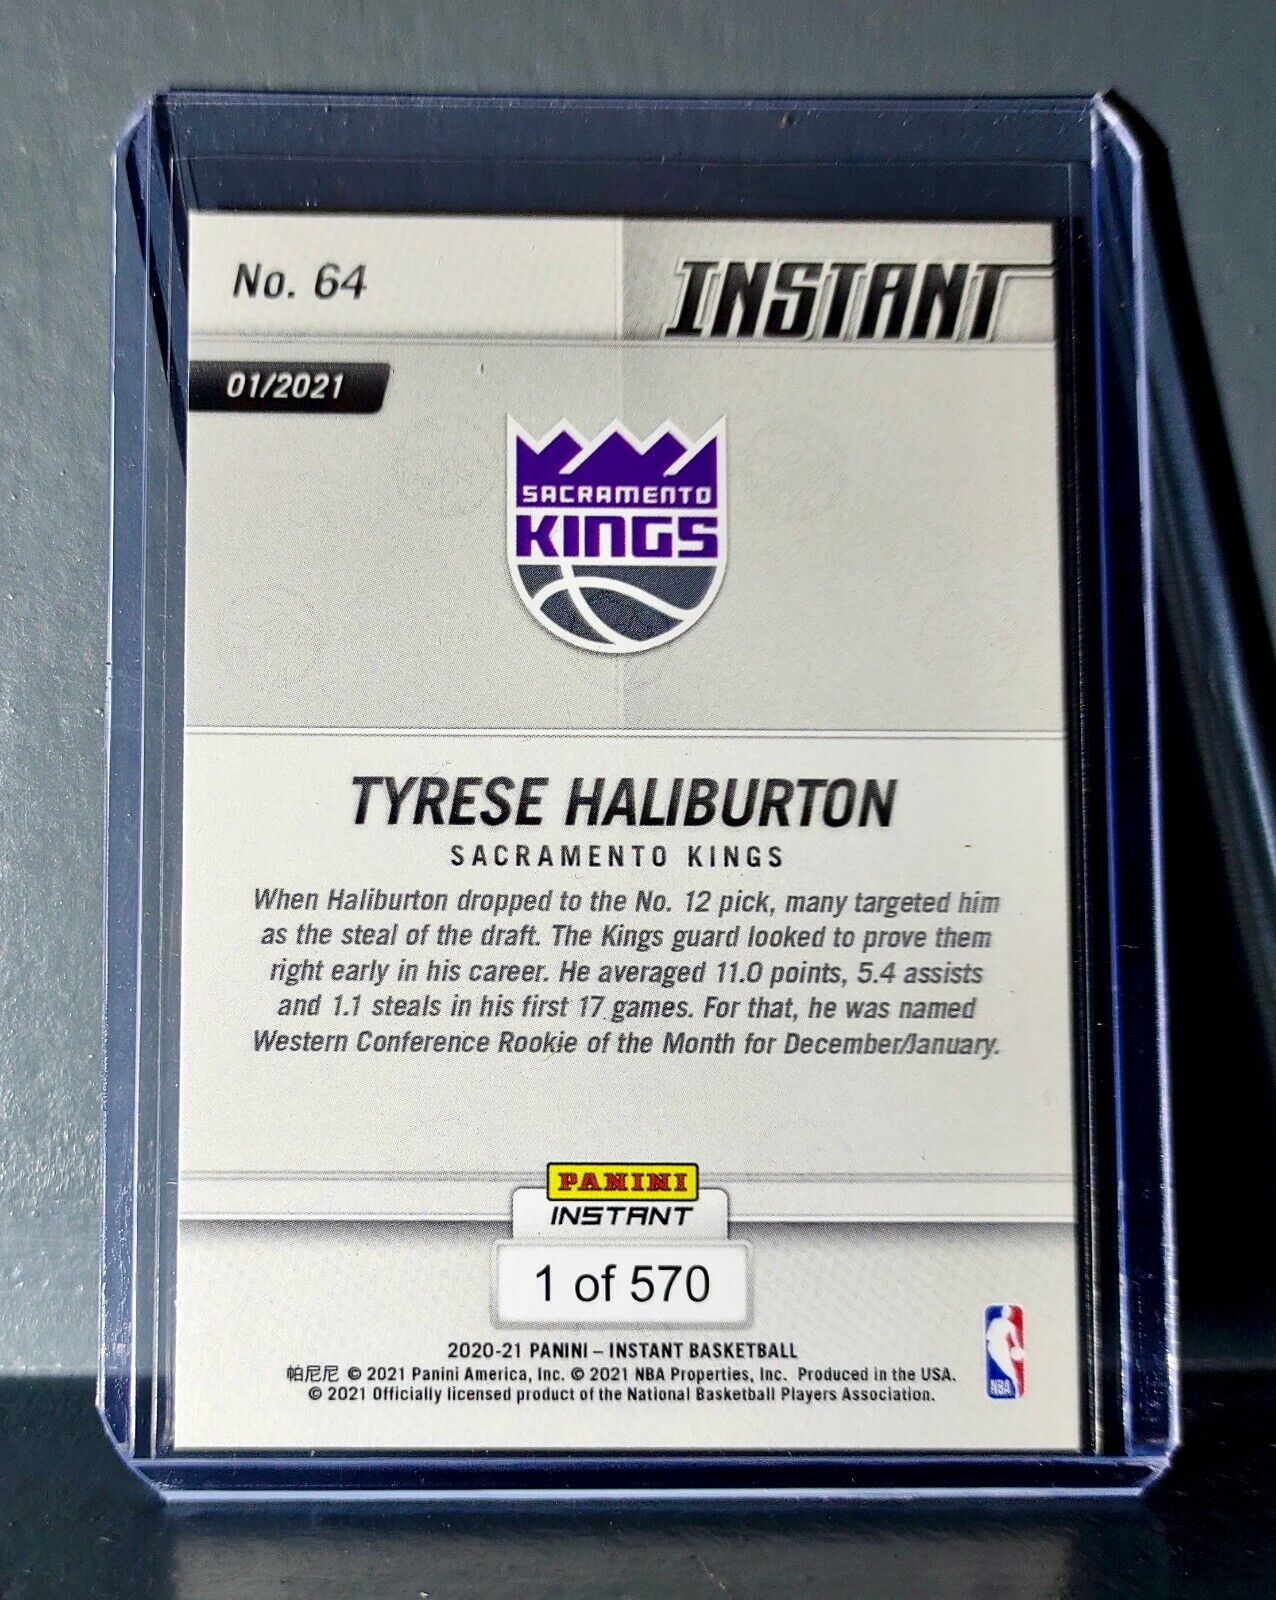 No. 64
INSTANT
01/2021
SACRAMENTO
KINGS
TYRESE HALIBURTON
SACRAMENTO KINGS
When Haliburton dropped to the No. 12 pick, many targeted him
as the steal of the draft. The Kings guard looked to prove them
right early in his career. He averaged 11.0 points, 5.4 assists
and 1.1 steals in his first 17 games. For that, he was named
Western Conference Rookie of the Month for December/January.
PANINI
INSTANT
1 of 570
2020-21 PANINI – INSTANT BASKETBALL
帕尼尼 © 2021 Panini America, Inc. © 2021 NBA Properties, Inc. Produced in the USA.
© 2021 Officially licensed product of the National Basketball Players Association.
NBA